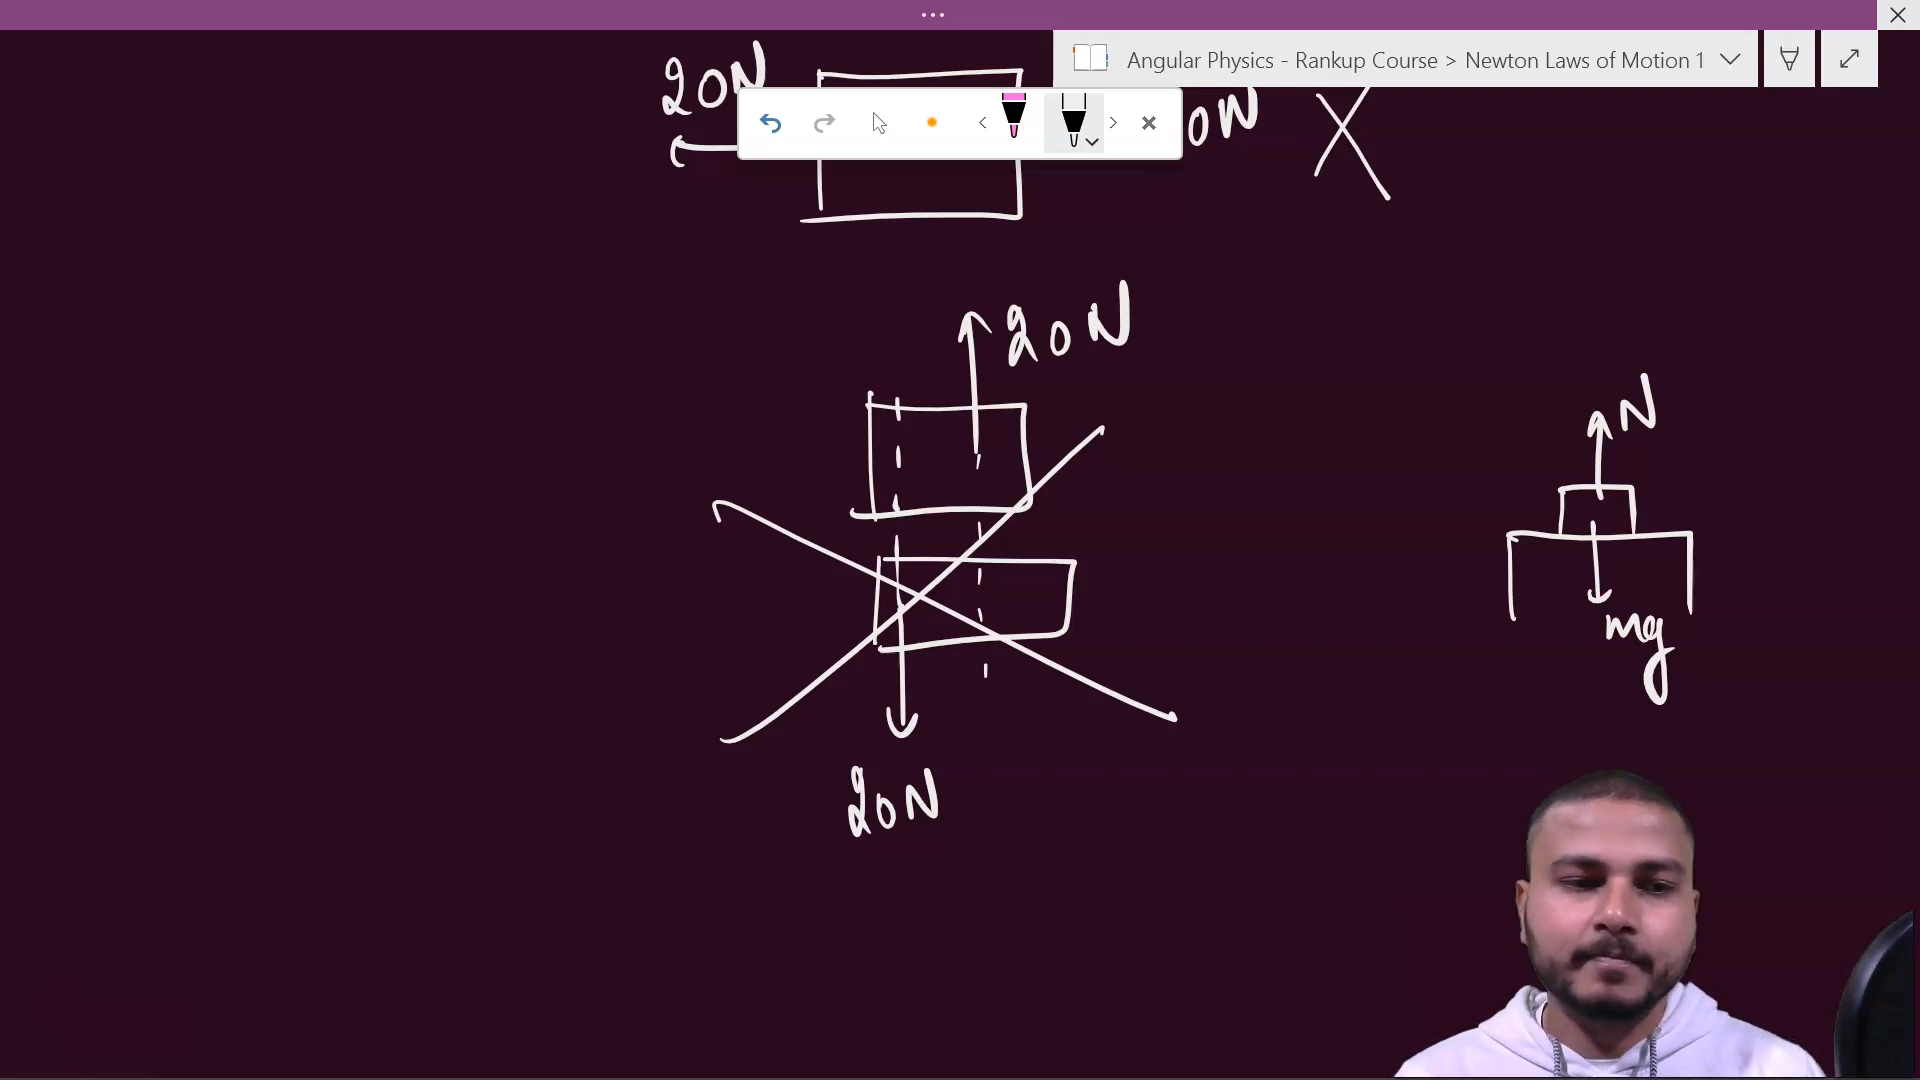 Angular Physics - Rankup Course > Newton Laws of Motion 1
20N
0N
X
20N
N
mg
20N